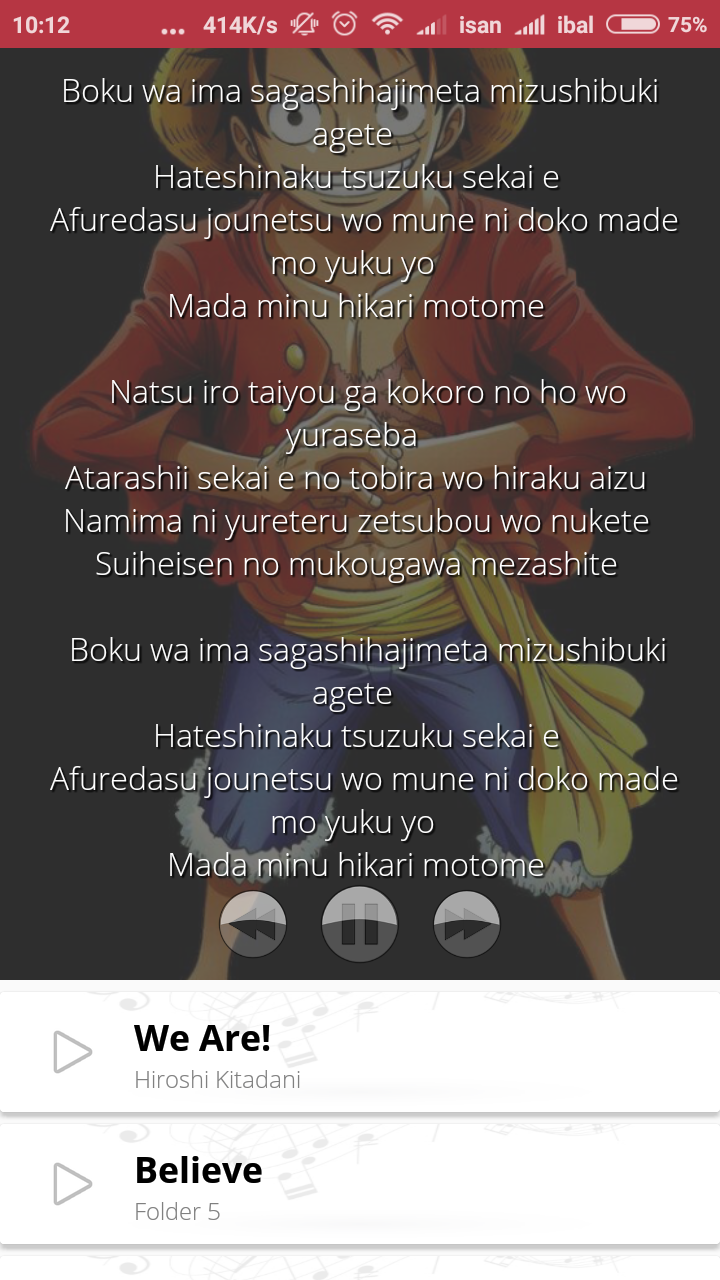 10:12 ... 414K/s isan ibal 75%
Boku wa ima sagashihajimeta mizushibuki
agete
Hateshinaku tsuzuku sekai e
Afuredasu jounetsu wo mune ni doko made
mo yuku yo
Mada minu hikari motome
Natsu iro taiyou ga kokoro no ho wo
yuraseba
Atarashii sekai e no tobira wo hiraku aizu
Namima ni yureteru zetsubou wo nukete
Suiheisen no mukougawa mezashite
Boku wa ima sagashihajimeta mizushibuki
agete
Hateshinaku tsuzuku sekai e
Afuredasu jounetsu wo mune ni doko made
mo yuku yo
Mada minu hikari motome
We Are!
Hiroshi Kitadani
Believe
Folder 5